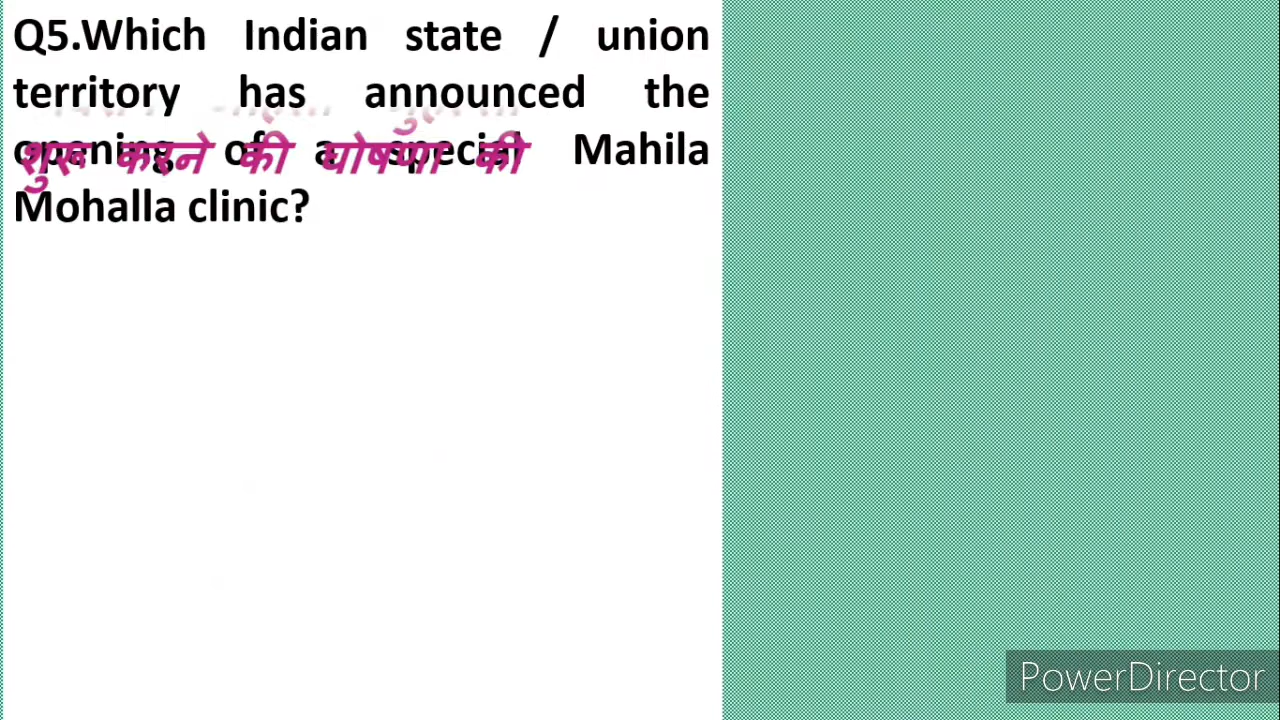 Q5.Which Indian state / union
territory has announced the
opening of a special Mahila
शुरू करने की घोषणा की
Mohalla clinic?
PowerDirector